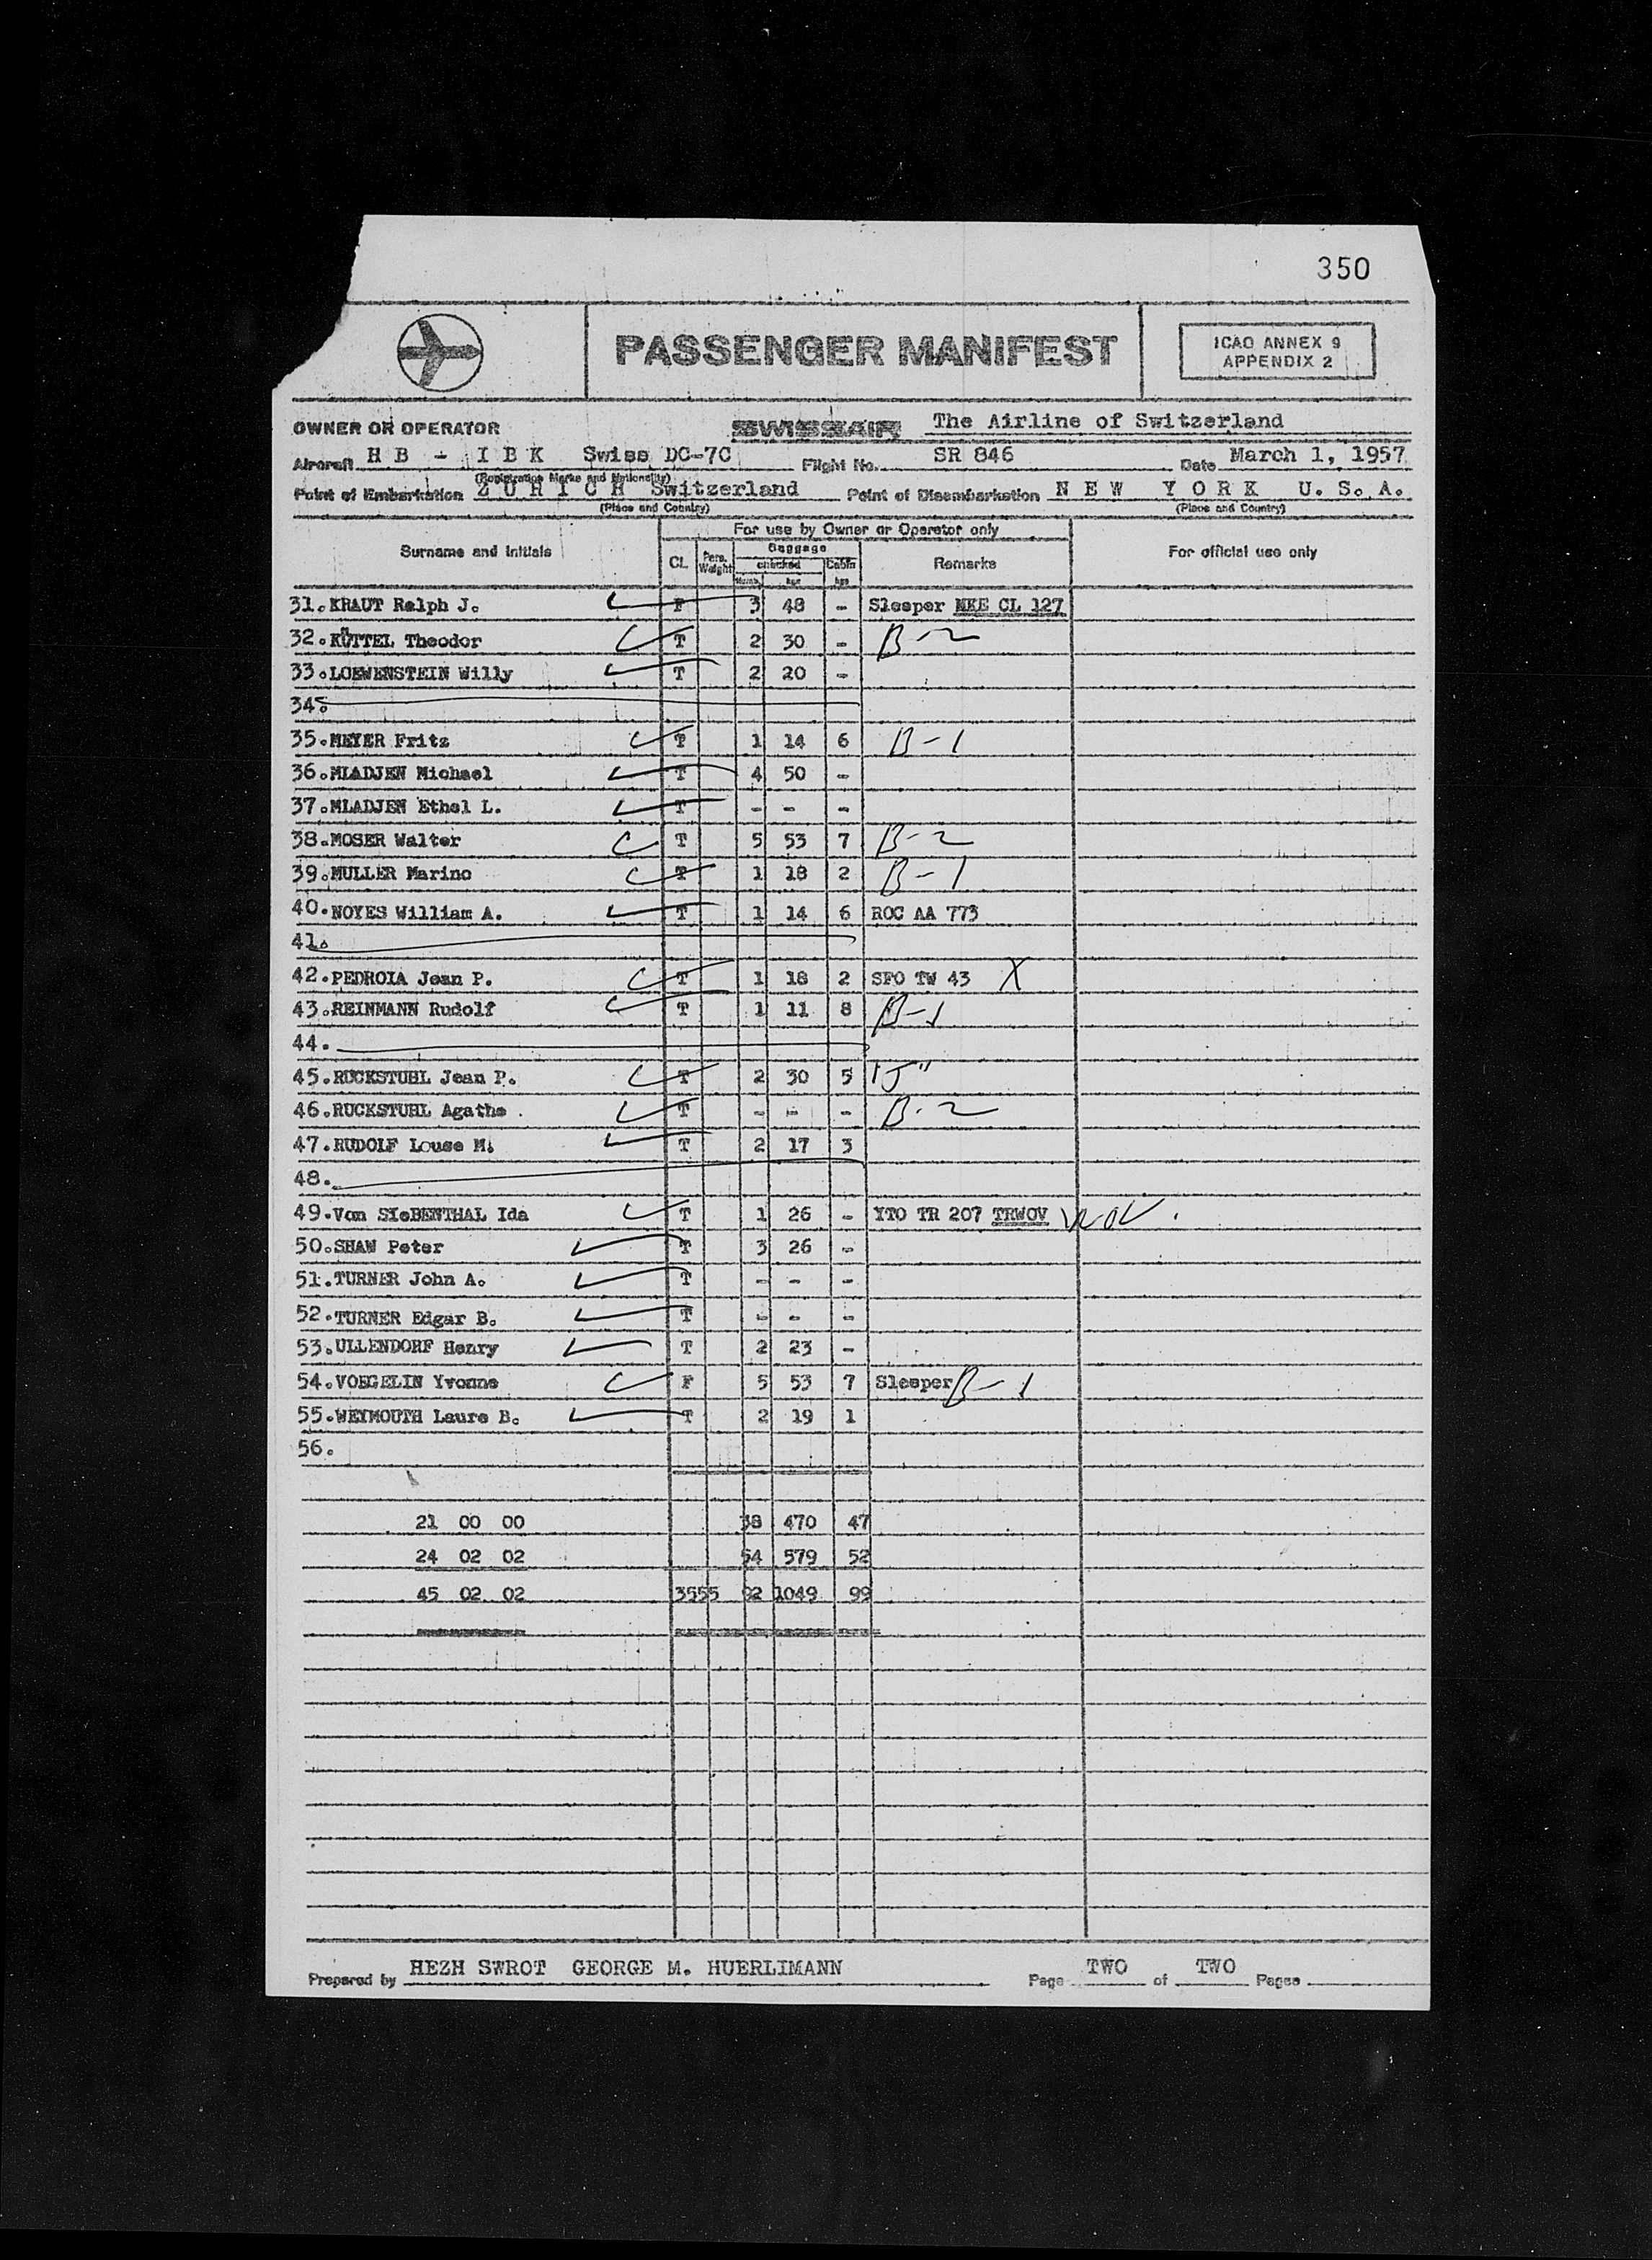 350
PASSENGER MANIFEST
ICAO ANNEX 9
APPENDIX 2
OWNER OR OPERATOR SWISSAIR The Airline of Switzerland
Aircraft H B - I B K Swiss DC-7C Flight No. SR 846 Date March 1, 1957
(Registration Marks and Nationality)
Point of Embarkation Z U R I C H Switzerland Point of Disembarkation N E W Y O R K U. S. A.
(Place and Country) (Place and Country)
For use by Owner or Operator only
Surname and Initials CL. Pers. Weight Baggage checked Numb. kgs Cabin kgs Remarks For official use only
31. KRAUT Ralph J. F 3 48 - Sleeper MKE CL 127
32. KÜTTEL Theodor T 2 30 - B-2
33. LOEWENSTEIN Willy T 2 20 -
34.
35. MEYER Fritz T 1 14 6 B-1
36. MLADJEN Michael T 4 50 -
37. MLADJEN Ethel L. T - - -
38. MOSER Walter T 5 53 7 B-2
39. MULLER Marino T 1 18 2 B-1
40. NOYES William A. T 1 14 6 ROC AA 773
41.
42. PEDROIA Jean P. T 1 18 2 SFO TW 43 X
43. REINMANN Rudolf T 1 11 8 B-1
44.
45. RUCKSTUHL Jean P. T 2 30 5 "J"
46. RUCKSTUHL Agathe T - - - B-2
47. RUDOLF Louse M. T 2 17 3
48.
49. Von SIeBENTHAL Ida T 1 26 - YTO TR 207 TRWOV WOV.
50. SHAW Peter T 3 26 -
51. TURNER John A. T - - -
52. TURNER Edgar B. T - - -
53. ULLENDORF Henry T 2 23 -
54. VOEGELIN Yvonne F 5 53 7 Sleeper B-1
55. WEYMOUTH Laure B. T 2 19 1
56.
21 00 00 38 470 47
24 02 02 54 579 52
45 02 02 3555 92 1049 99
Prepared by HEZH SWROT GEORGE M. HUERLIMANN Page TWO of TWO Pages